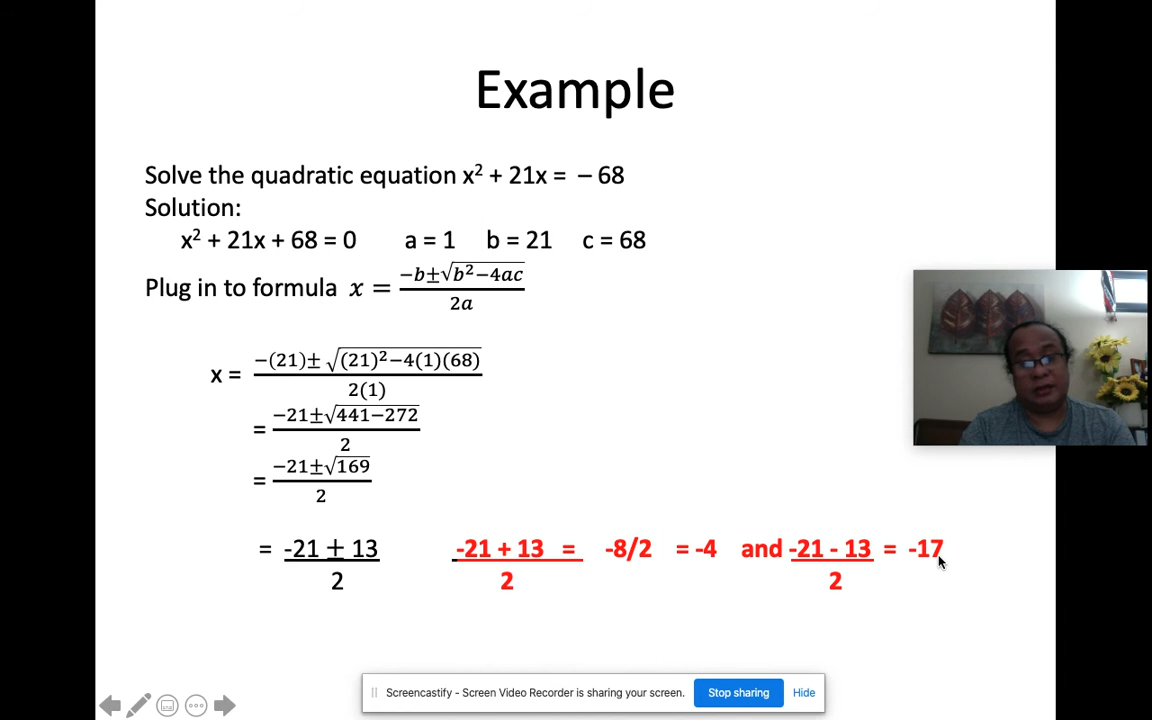 Example
Solve the quadratic equation x² + 21x = – 68
Solution:
x² + 21x + 68 = 0 a = 1 b = 21 c = 68
Plug in to formula x = (−b±√(b²−4ac))/(2a)
x = (−(21)± √((21)²−4(1)(68)))/(2(1))
= (−21±√(441−272))/2
= (−21±√169)/2
= -21 ± 13 -21 + 13 = -8/2 = -4 and -21 - 13 = -17
2 2 2
Screencastify - Screen Video Recorder is sharing your screen. Stop sharing Hide